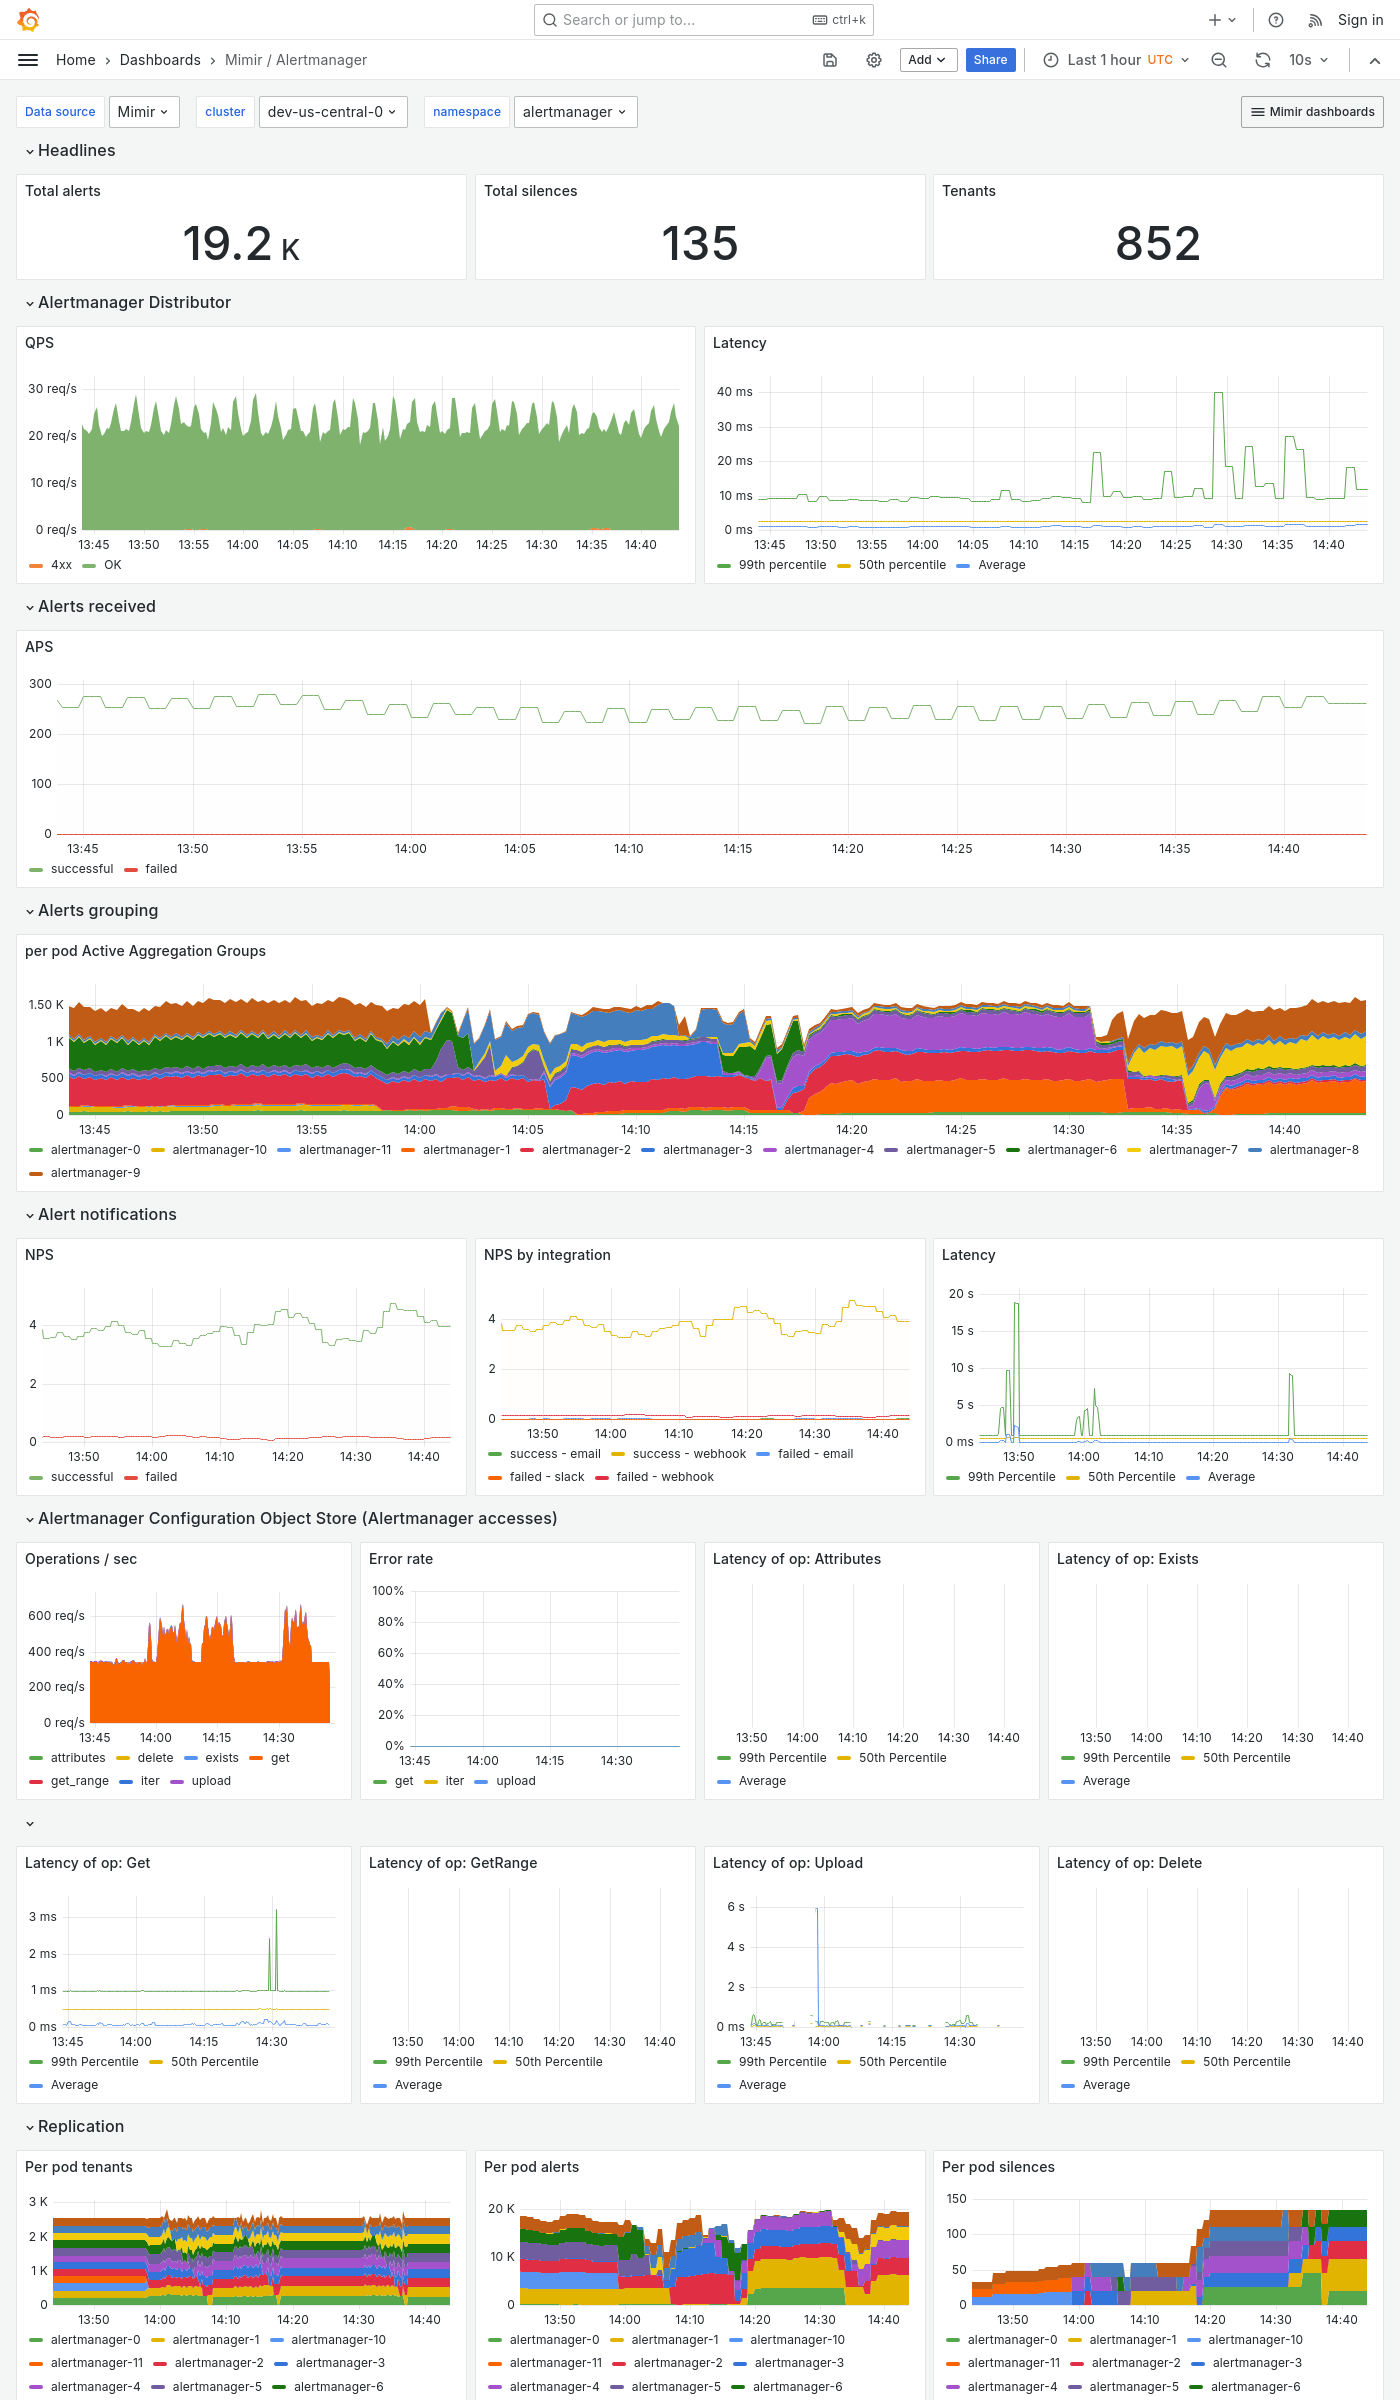 Search or jump to... ctrl+k Sign in
Home Dashboards Mimir / Alertmanager Add Share Last 1 hour UTC 10s
Data source Mimir cluster dev-us-central-0 namespace alertmanager Mimir dashboards
Headlines
Total alerts Total silences Tenants
19.2 K 135 852
Alertmanager Distributor
QPS
30 req/s
20 req/s
10 req/s
0 req/s
13:45 13:50 13:55 14:00 14:05 14:10 14:15 14:20 14:25 14:30 14:35 14:40
4xx OK
Latency
40 ms
30 ms
20 ms
10 ms
0 ms
13:45 13:50 13:55 14:00 14:05 14:10 14:15 14:20 14:25 14:30 14:35 14:40
99th percentile 50th percentile Average
Alerts received
APS
300
200
100
0
13:45 13:50 13:55 14:00 14:05 14:10 14:15 14:20 14:25 14:30 14:35 14:40
successful failed
Alerts grouping
per pod Active Aggregation Groups
1.50 K
1 K
500
0
13:45 13:50 13:55 14:00 14:05 14:10 14:15 14:20 14:25 14:30 14:35 14:40
alertmanager-0 alertmanager-10 alertmanager-11 alertmanager-1 alertmanager-2 alertmanager-3 alertmanager-4 alertmanager-5 alertmanager-6 alertmanager-7 alertmanager-8
alertmanager-9
Alert notifications
NPS
4
2
0
13:50 14:00 14:10 14:20 14:30 14:40
successful failed
NPS by integration
4
2
0
13:50 14:00 14:10 14:20 14:30 14:40
success - email success - webhook failed - email
failed - slack failed - webhook
Latency
20 s
15 s
10 s
5 s
0 ms
13:50 14:00 14:10 14:20 14:30 14:40
99th Percentile 50th Percentile Average
Alertmanager Configuration Object Store (Alertmanager accesses)
Operations / sec
600 req/s
400 req/s
200 req/s
0 req/s
13:45 14:00 14:15 14:30
attributes delete exists get
get_range iter upload
Error rate
100%
80%
60%
40%
20%
0%
13:45 14:00 14:15 14:30
get iter upload
Latency of op: Attributes
13:50 14:00 14:10 14:20 14:30 14:40
99th Percentile 50th Percentile
Average
Latency of op: Exists
13:50 14:00 14:10 14:20 14:30 14:40
99th Percentile 50th Percentile
Average
Latency of op: Get
3 ms
2 ms
1 ms
0 ms
13:45 14:00 14:15 14:30
99th Percentile 50th Percentile
Average
Latency of op: GetRange
13:50 14:00 14:10 14:20 14:30 14:40
99th Percentile 50th Percentile
Average
Latency of op: Upload
6 s
4 s
2 s
0 ms
13:45 14:00 14:15 14:30
99th Percentile 50th Percentile
Average
Latency of op: Delete
13:50 14:00 14:10 14:20 14:30 14:40
99th Percentile 50th Percentile
Average
Replication
Per pod tenants
3 K
2 K
1 K
0
13:50 14:00 14:10 14:20 14:30 14:40
alertmanager-0 alertmanager-1 alertmanager-10
alertmanager-11 alertmanager-2 alertmanager-3
alertmanager-4 alertmanager-5 alertmanager-6
Per pod alerts
20 K
10 K
0
13:50 14:00 14:10 14:20 14:30 14:40
alertmanager-0 alertmanager-1 alertmanager-10
alertmanager-11 alertmanager-2 alertmanager-3
alertmanager-4 alertmanager-5 alertmanager-6
Per pod silences
150
100
50
0
13:50 14:00 14:10 14:20 14:30 14:40
alertmanager-0 alertmanager-1 alertmanager-10
alertmanager-11 alertmanager-2 alertmanager-3
alertmanager-4 alertmanager-5 alertmanager-6